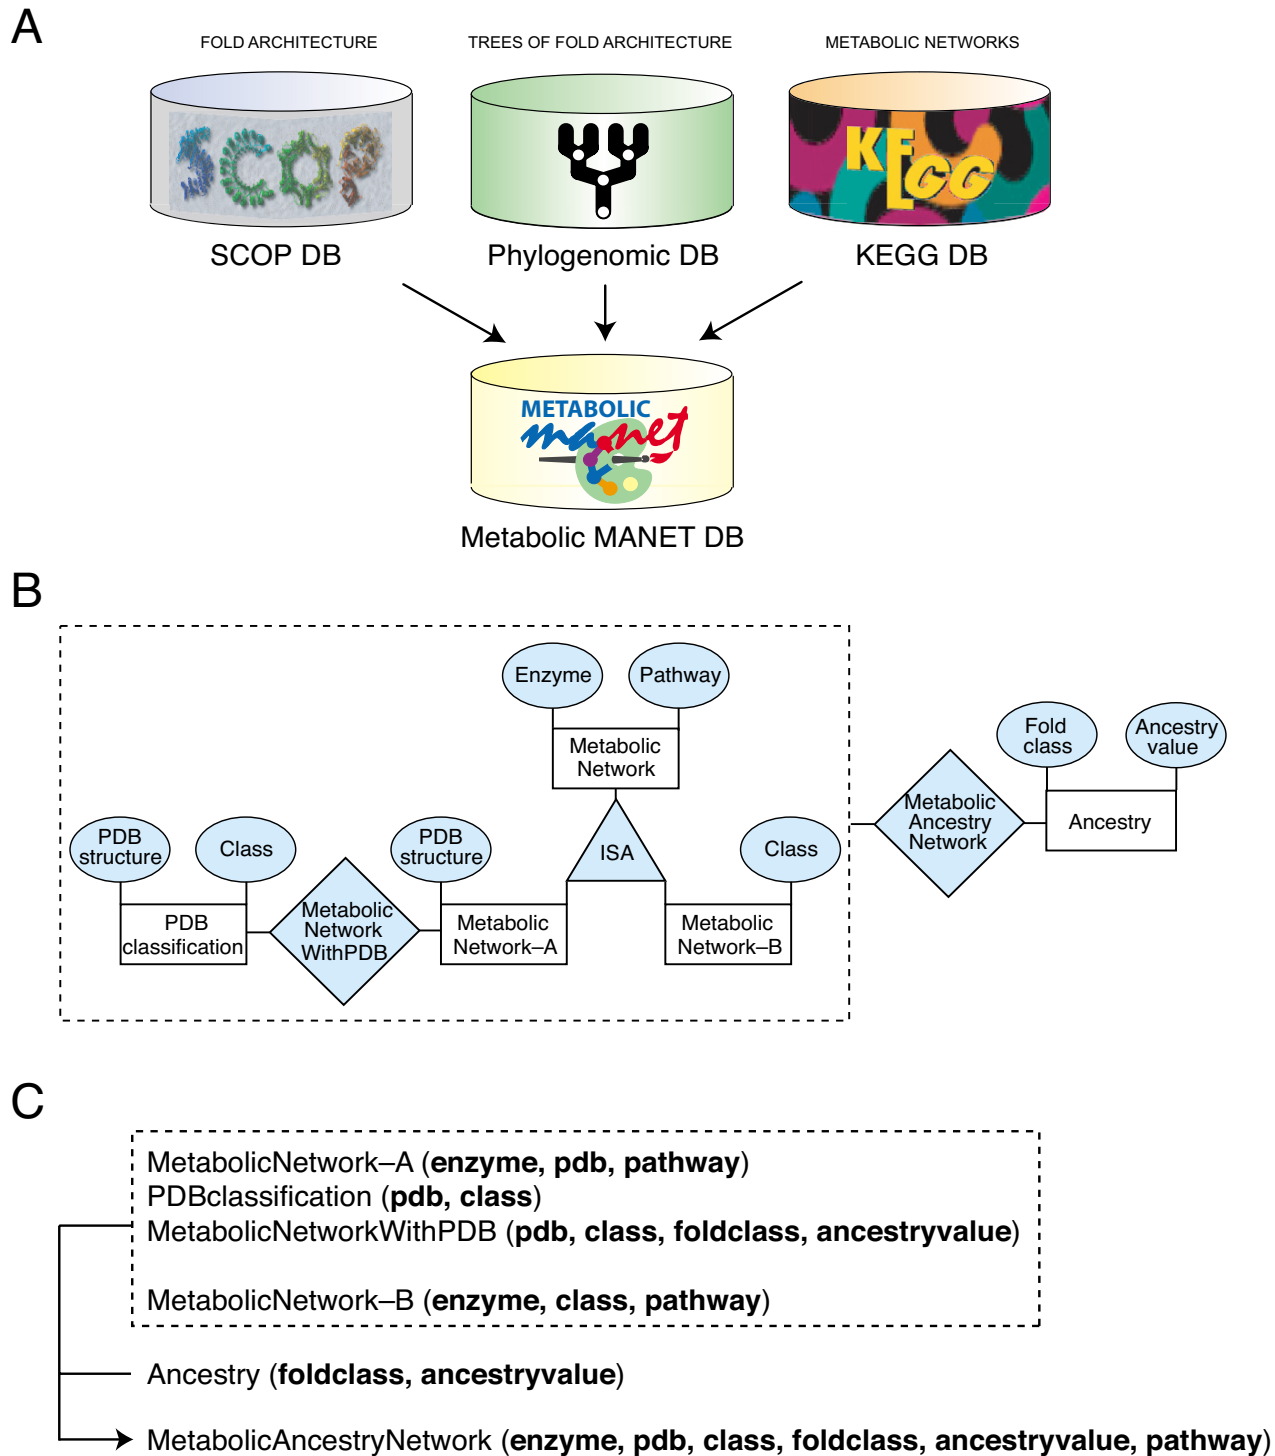 A
FOLD ARCHITECTURE
TREES OF FOLD ARCHITECTURE
METABOLIC NETWORKS
SCOP
KEGG
SCOP DB
Phylogenomic DB
KEGG DB
METABOLIC
manet
Metabolic MANET DB
B
Enzyme
Pathway
Metabolic
Network
Fold
class
Ancestry
value
Metabolic
Ancestry
Network
Ancestry
PDB
structure
Class
PDB
structure
ISA
Class
PDB
classification
Metabolic
Network
WithPDB
Metabolic
Network–A
Metabolic
Network–B
C
MetabolicNetwork–A (enzyme, pdb, pathway)
PDBclassification (pdb, class)
MetabolicNetworkWithPDB (pdb, class, foldclass, ancestryvalue)
MetabolicNetwork–B (enzyme, class, pathway)
Ancestry (foldclass, ancestryvalue)
MetabolicAncestryNetwork (enzyme, pdb, class, foldclass, ancestryvalue, pathway)